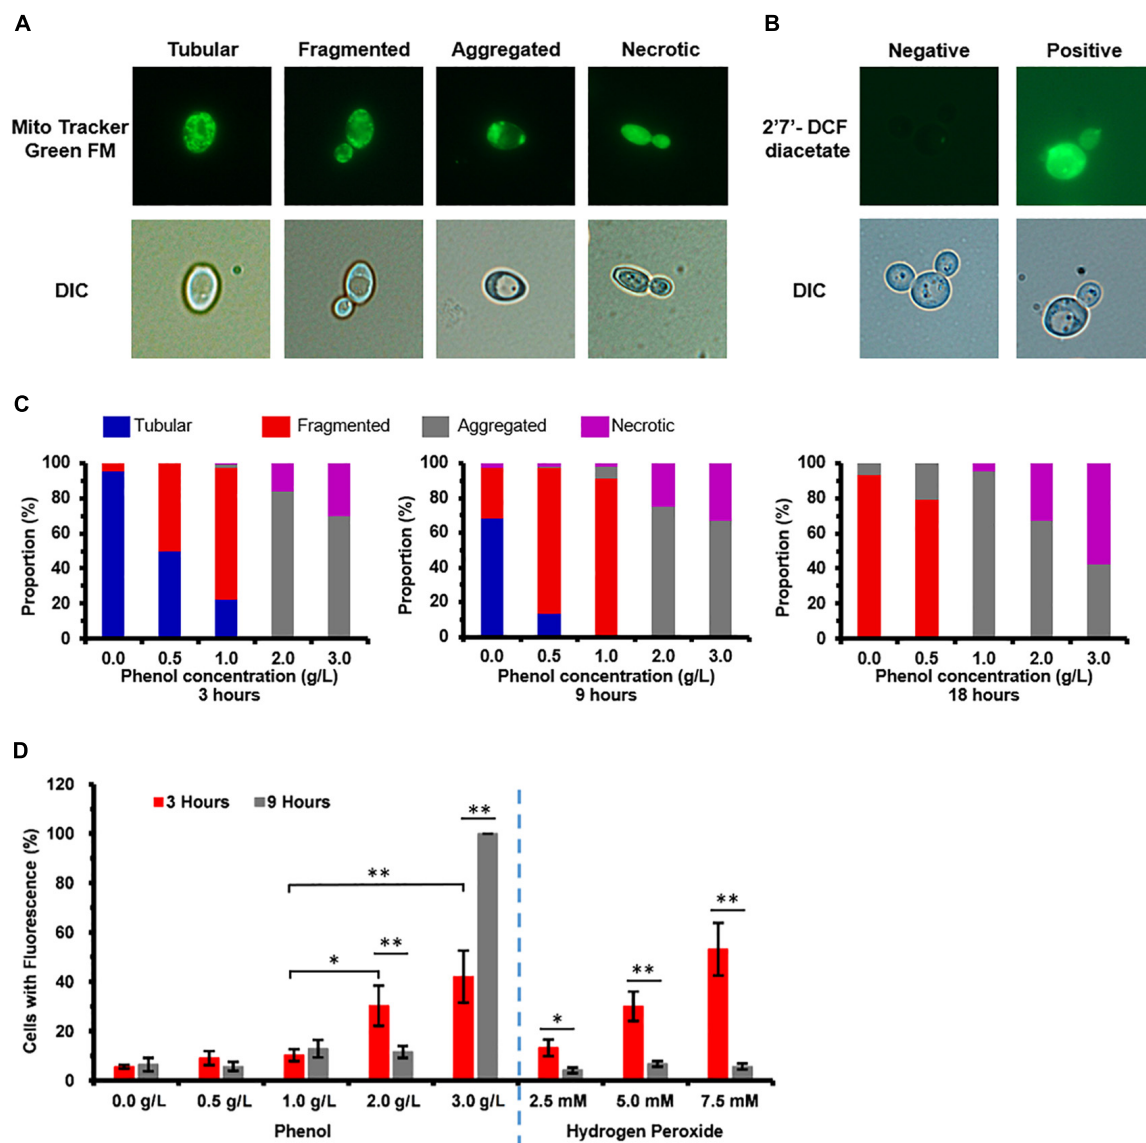 A
B
Tubular Fragmented Aggregated Necrotic
Negative Positive
Mito Tracker
Green FM
2'7'- DCF
diacetate
DIC
DIC
C
Tubular Fragmented Aggregated Necrotic
Proportion (%)
100
80
60
40
20
0
0.0 0.5 1.0 2.0 3.0
Phenol concentration (g/L)
3 hours
Proportion (%)
100
80
60
40
20
0
0.0 0.5 1.0 2.0 3.0
Phenol concentration (g/L)
9 hours
Proportion (%)
100
80
60
40
20
0
0.0 0.5 1.0 2.0 3.0
Phenol concentration (g/L)
18 hours
D
Cells with Fluorescence (%)
120
100
80
60
40
20
0
3 Hours 9 Hours
*
**
**
**
*
**
**
0.0 g/L 0.5 g/L 1.0 g/L 2.0 g/L 3.0 g/L 2.5 mM 5.0 mM 7.5 mM
Phenol Hydrogen Peroxide